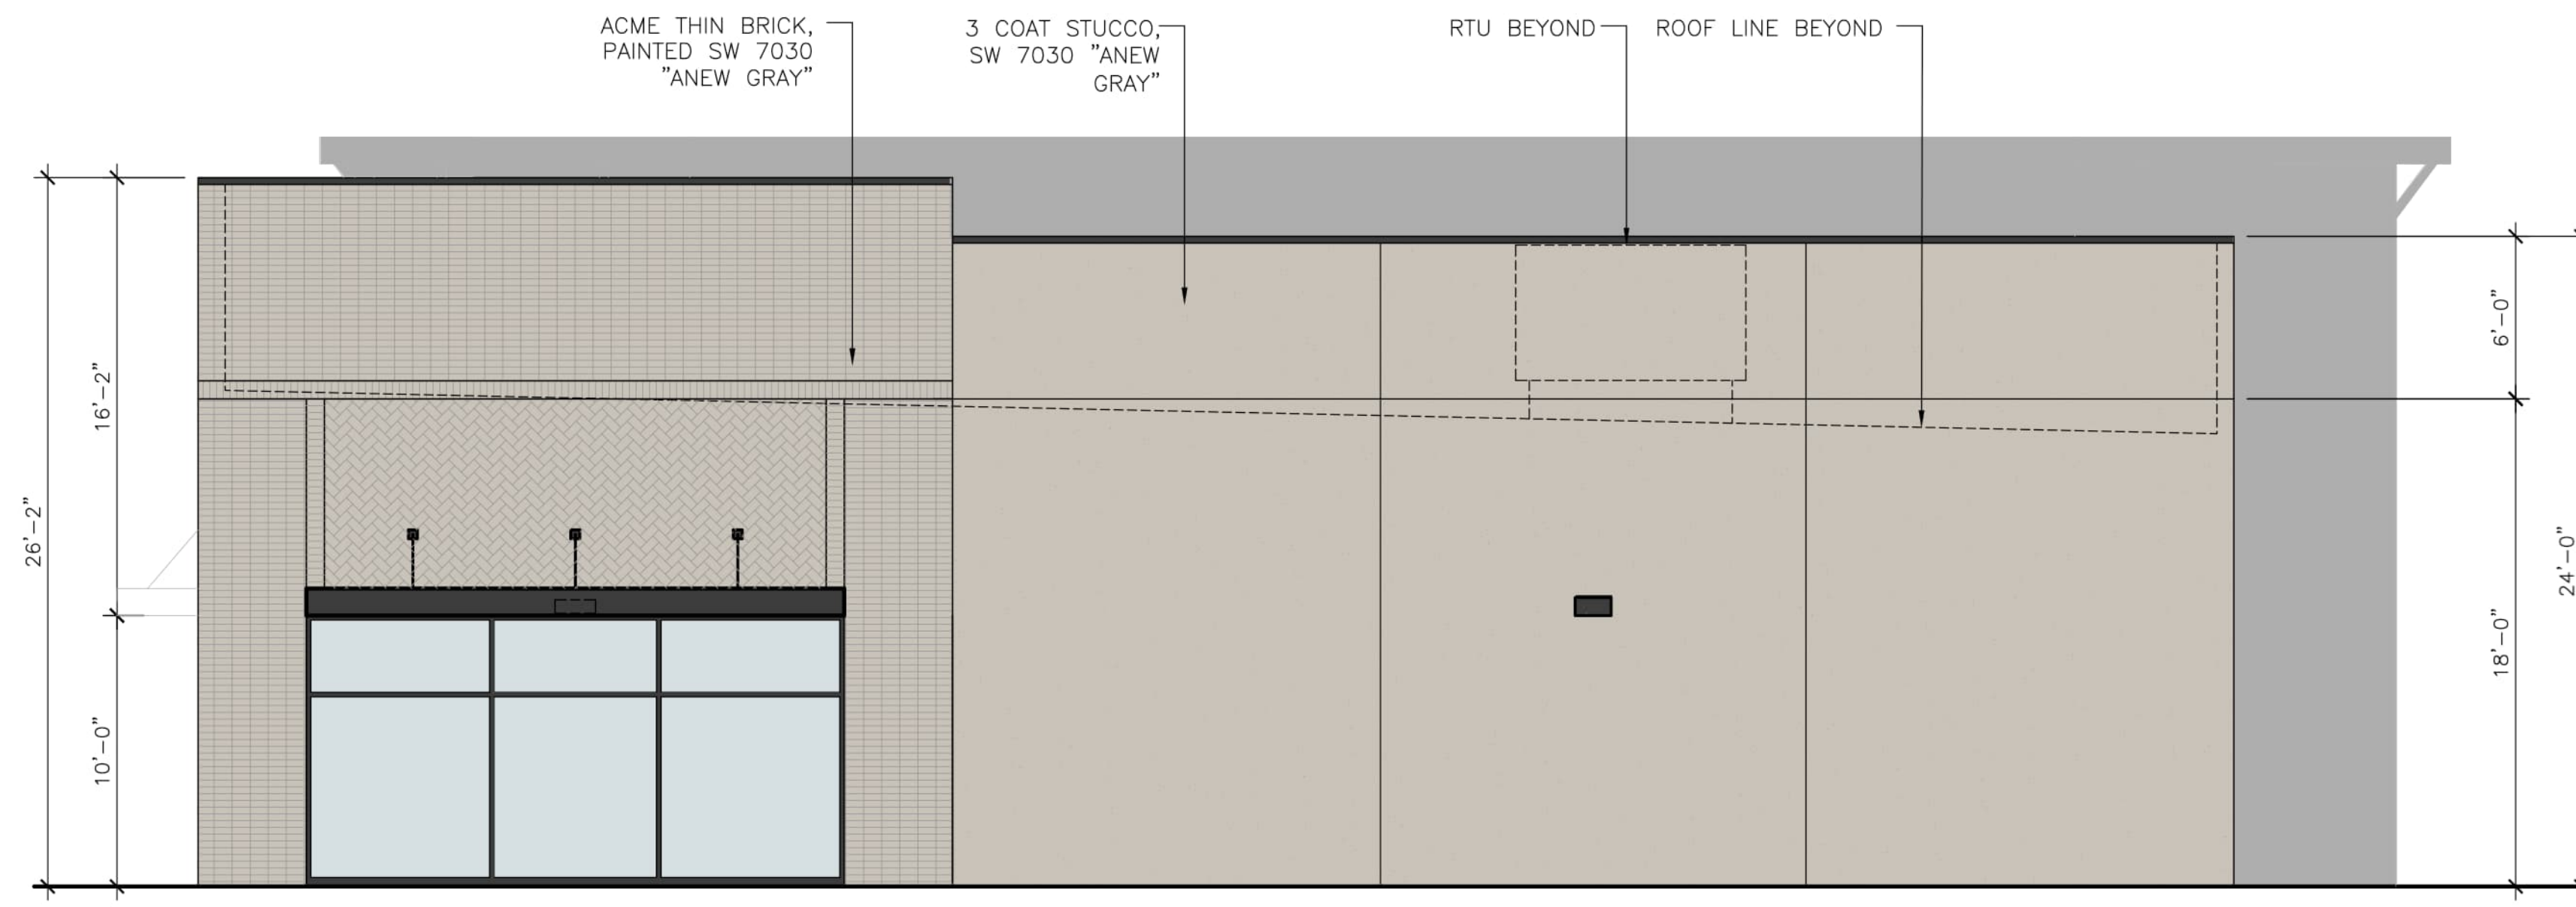 ACME THIN BRICK,
PAINTED SW 7030
"ANEW GRAY"
3 COAT STUCCO,
SW 7030 "ANEW
GRAY"
RTU BEYOND
ROOF LINE BEYOND
26'-2"
16'-2"
10'-0"
6'-0"
18'-0"
24'-0"